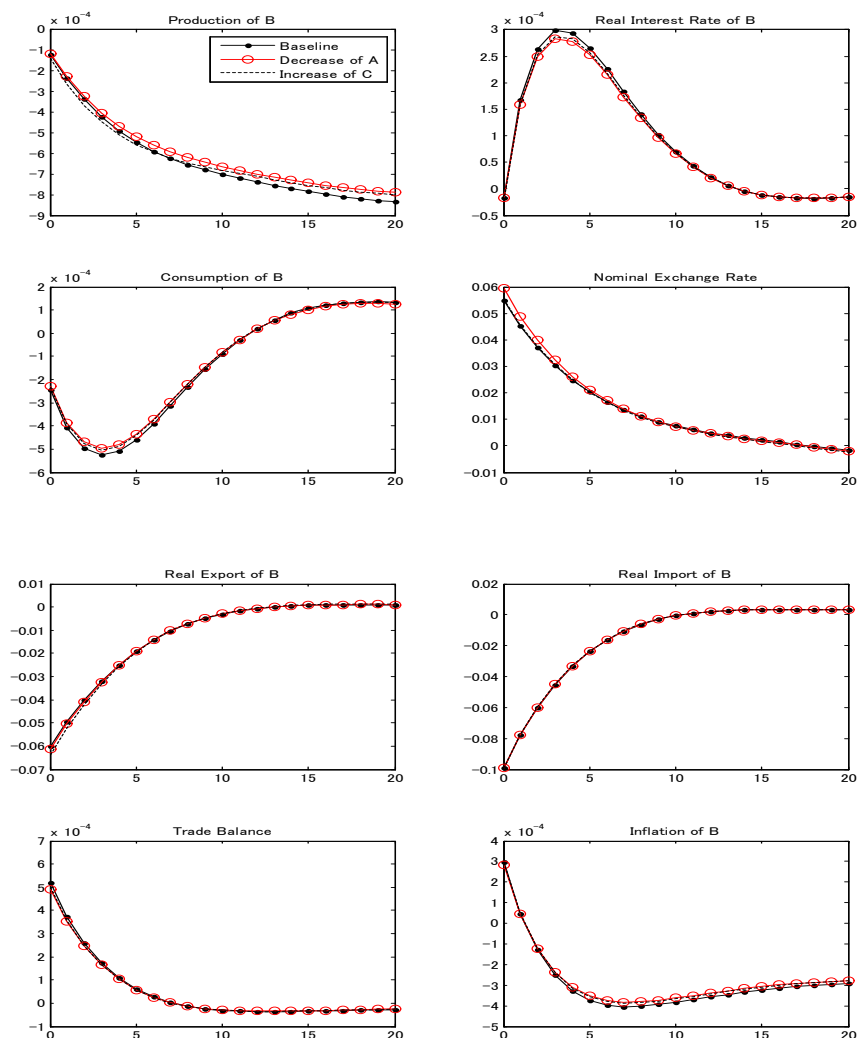 Production of B
0
−1
−2
−3
−4
−5
−6
−7
−8
−9
x 10⁻⁴
0 5 10 15 20
Baseline
Decrease of A
Increase of C
Real Interest Rate of B
x 10⁻⁴
3
2.5
2
1.5
1
0.5
0
−0.5
0 5 10 15 20
Consumption of B
x 10⁻⁴
2
1
0
−1
−2
−3
−4
−5
−6
0 5 10 15 20
Nominal Exchange Rate
0.06
0.05
0.04
0.03
0.02
0.01
0
−0.01
0 5 10 15 20
Real Export of B
0.01
0
−0.01
−0.02
−0.03
−0.04
−0.05
−0.06
−0.07
0 5 10 15 20
Real Import of B
0.02
0
−0.02
−0.04
−0.06
−0.08
−0.1
0 5 10 15 20
Trade Balance
x 10⁻⁴
7
6
5
4
3
2
1
0
−1
0 5 10 15 20
Inflation of B
x 10⁻⁴
4
3
2
1
0
−1
−2
−3
−4
−5
0 5 10 15 20